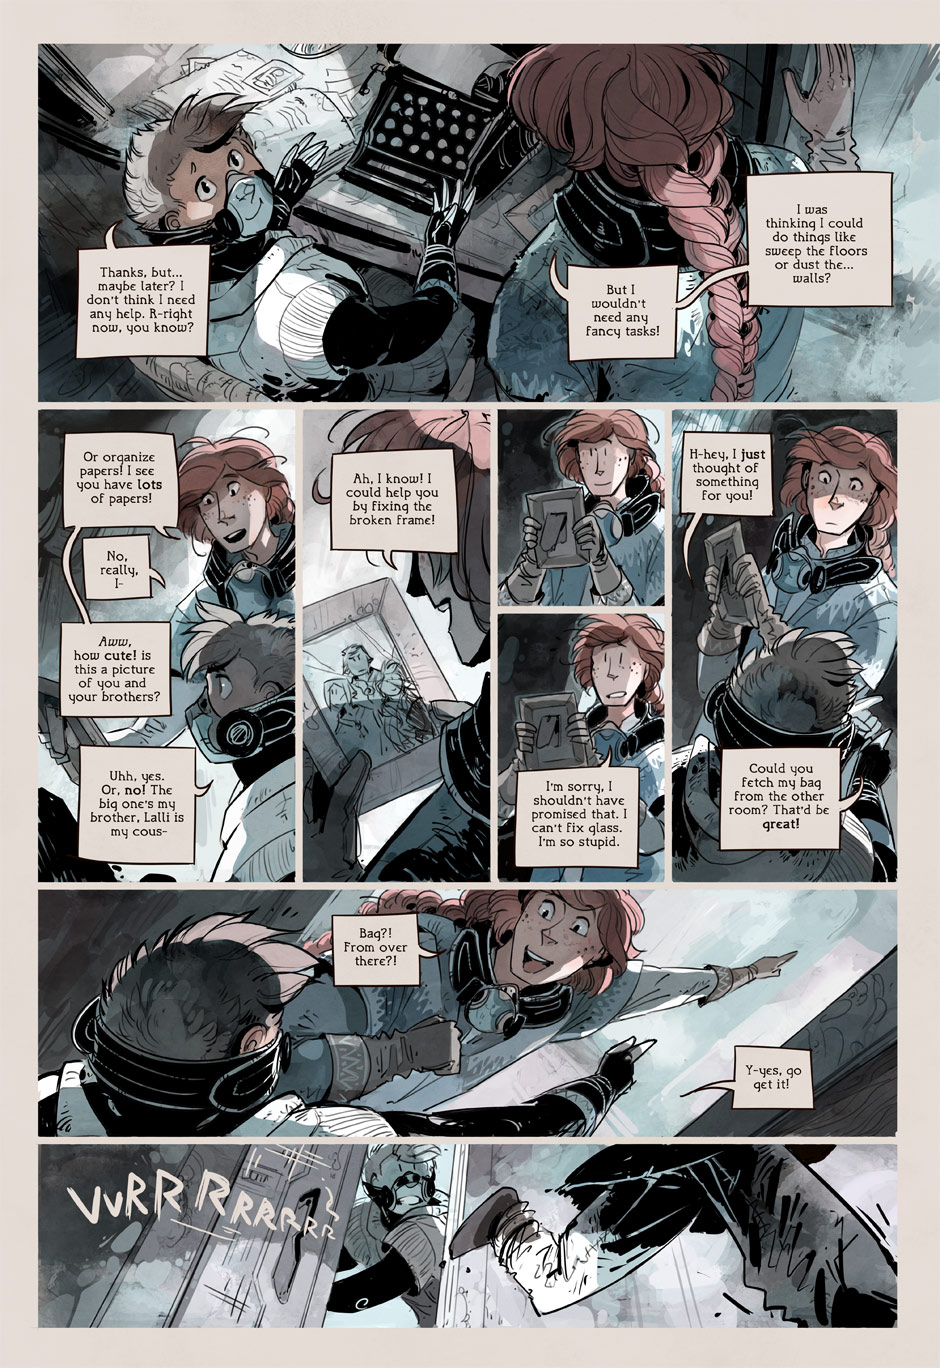 Thanks, but...
maybe later? I
don't think I need
any help. R-right
now, you know?
I was
thinking I could
do things like
sweep the floors
or dust the...
walls?
But I
wouldn't
need any
fancy tasks!
Or organize
papers! I see
you have lots
of papers!
No,
really,
I-
Aww,
how cute! is
this a picture
of you and
your brothers?
Uhh, yes.
Or, no! The
big one's my
brother, Lalli is
my cous-
Ah, I know! I
could help you
by fixing the
broken frame!
I'm sorry, I
shouldn't have
promised that. I
can't fix glass.
I'm so stupid.
H-hey, I just
thought of
something
for you!
Could you
fetch my bag
from the other
room? That'd be
great!
Bag?!
From over
there?!
Y-yes, go
get it!
VVRR RRRRRRR